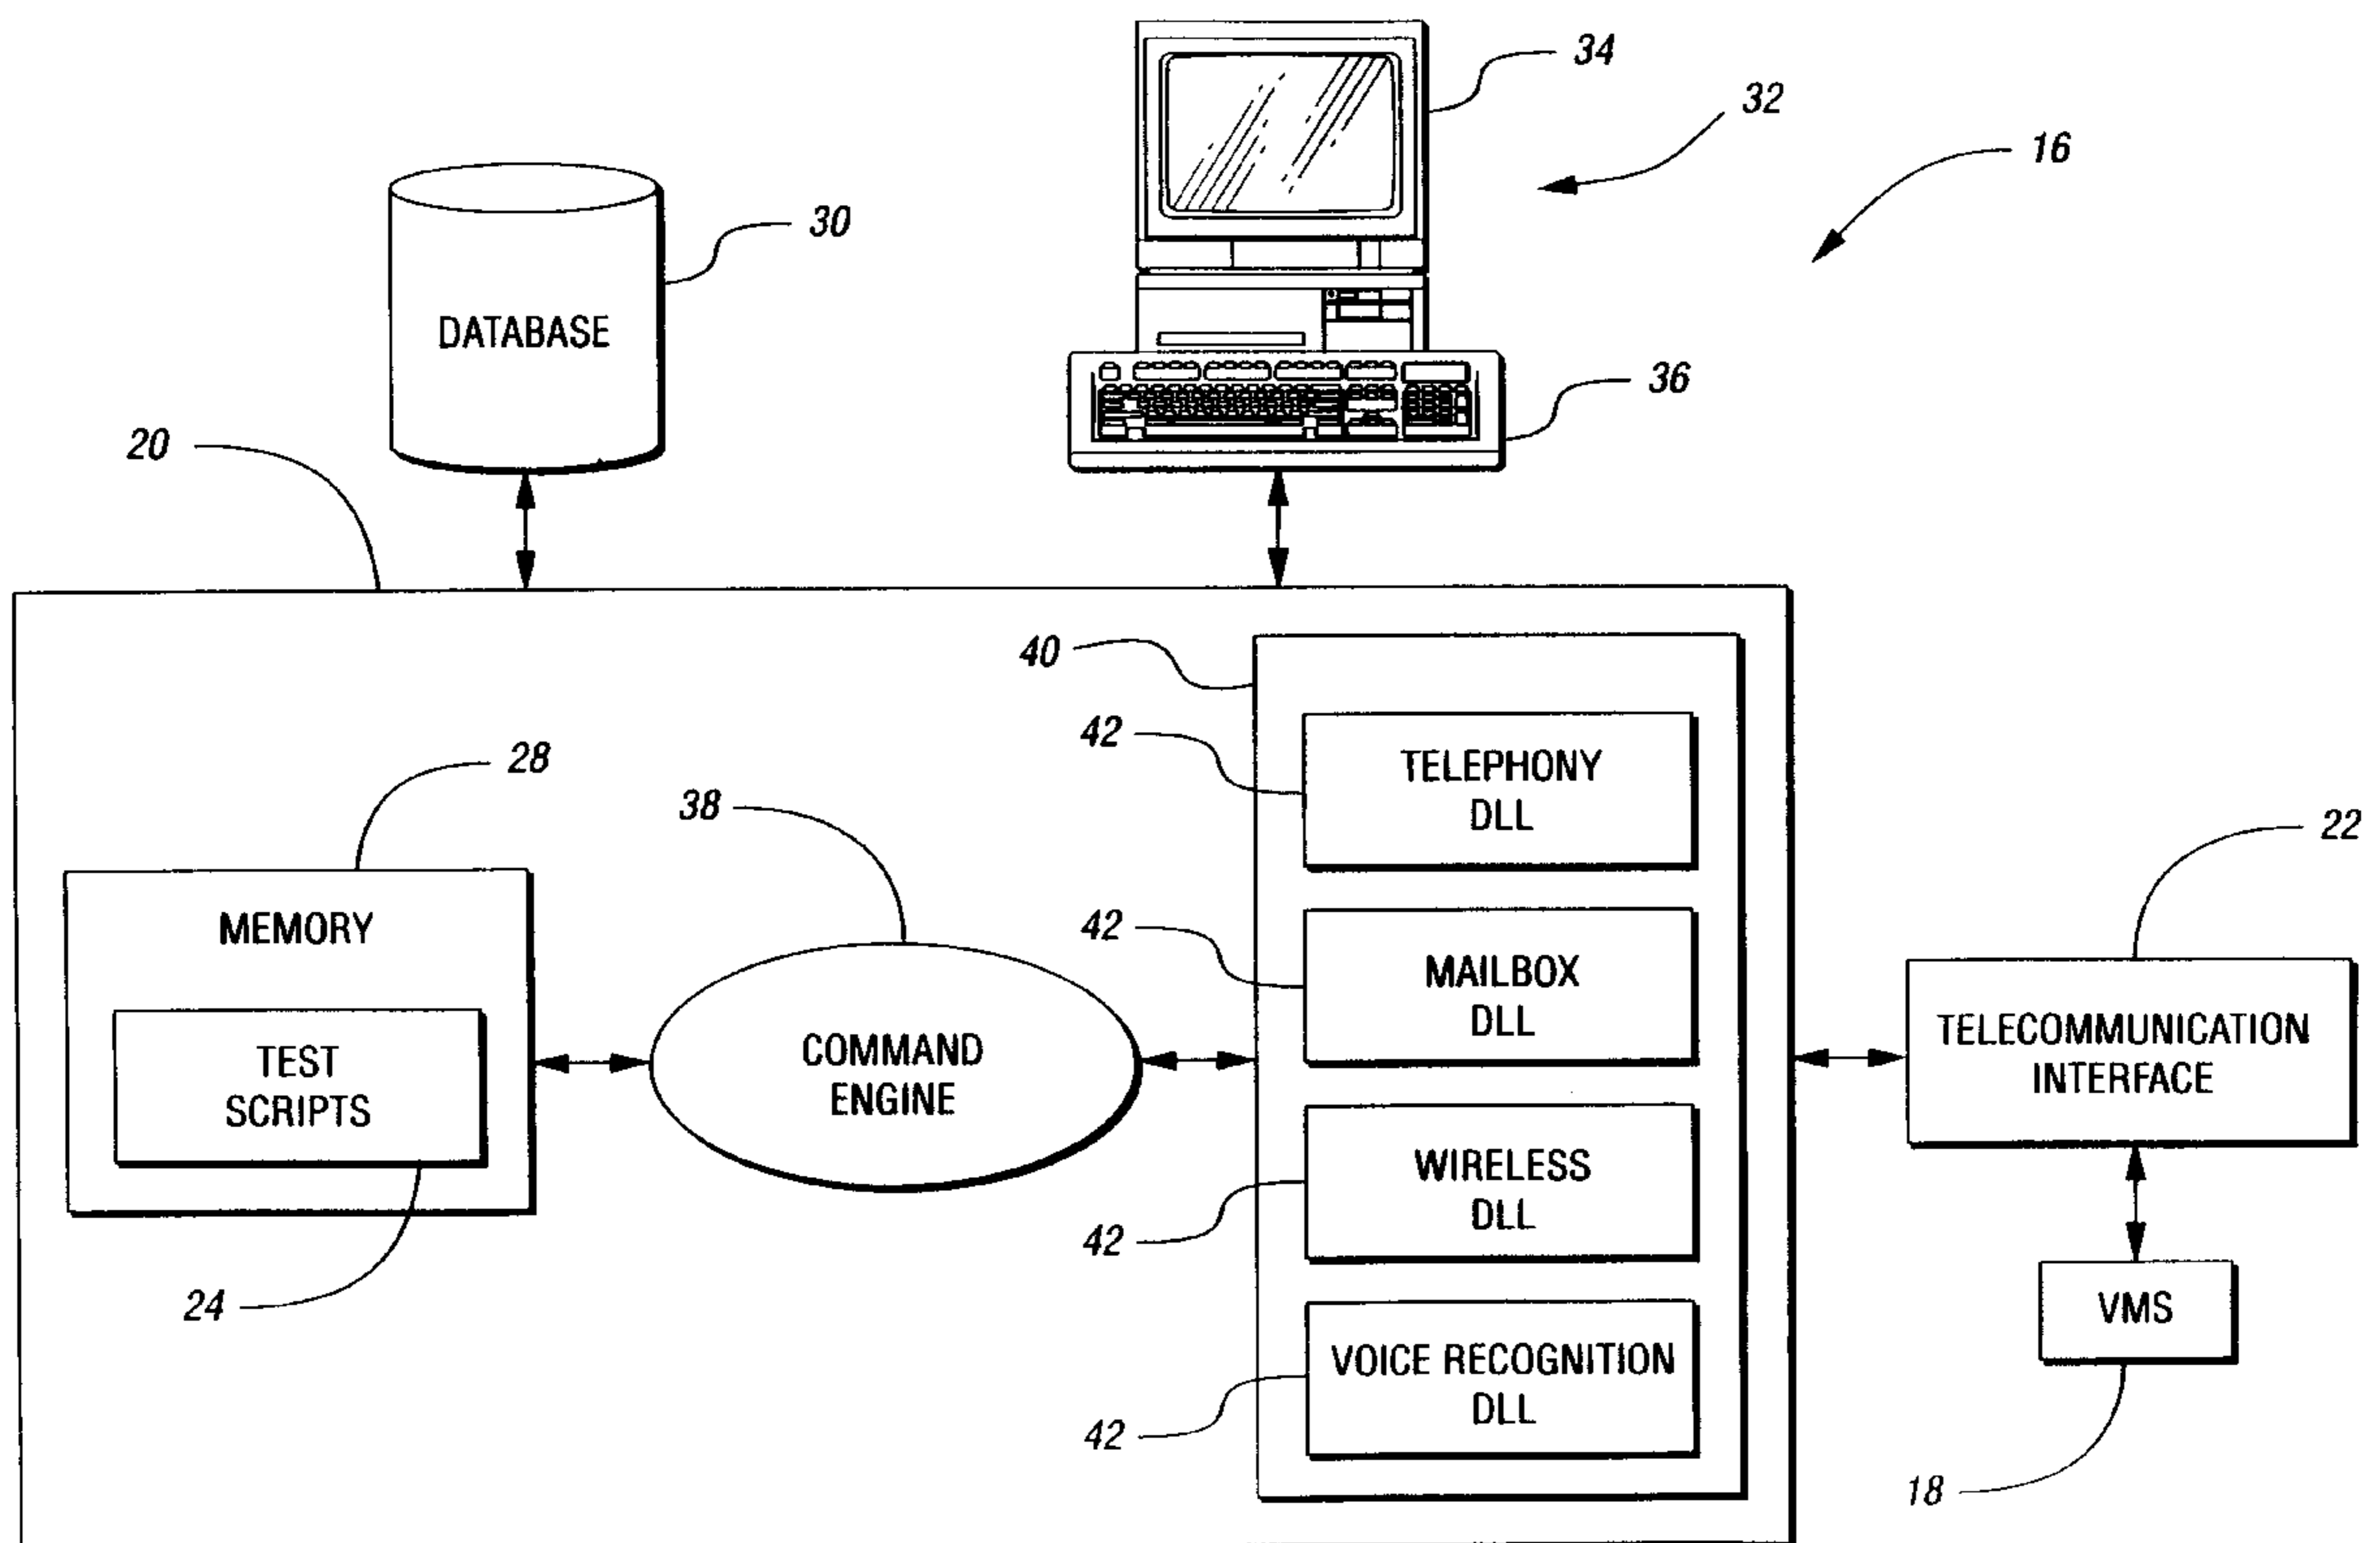 34
32
16
30
DATABASE
36
20
40
42
TELEPHONY
DLL
28
38
22
MEMORY
42
MAILBOX
DLL
TEST
SCRIPTS
COMMAND
ENGINE
TELECOMMUNICATION
INTERFACE
WIRELESS
DLL
42
24
VMS
VOICE RECOGNITION
DLL
42
18